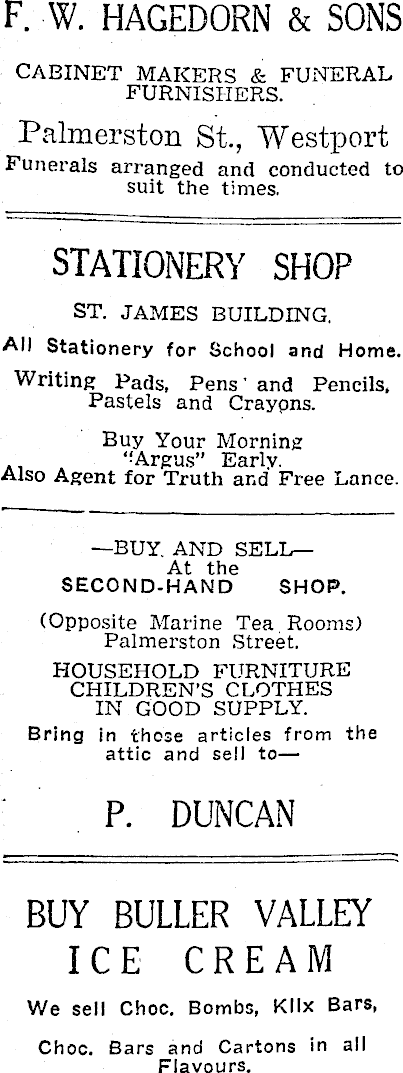 F. W. HAGEDORN & SONS
CABINET MAKERS & FUNERAL
FURNISHERS.
Palmerston St., Westport
Funerals arranged and conducted to
suit the times.
STATIONERY SHOP
ST. JAMES BUILDING.
All Stationery for School and Home.
Writing Pads, Pens and Pencils,
Pastels and Crayons.
Buy Your Morning
"Argus" Early.
Also Agent for Truth and Free Lance.
—BUY. AND SELL—
At the
SECOND-HAND SHOP.
(Opposite Marine Tea Rooms)
Palmerston Street.
HOUSEHOLD FURNITURE
CHILDREN'S CLOTHES
IN GOOD SUPPLY.
Bring in those articles from the
attic and sell to—
P. DUNCAN
BUY BULLER VALLEY
ICE CREAM
We sell Choc. Bombs, Klix Bars,
Choc. Bars and Cartons in all
Flavours.